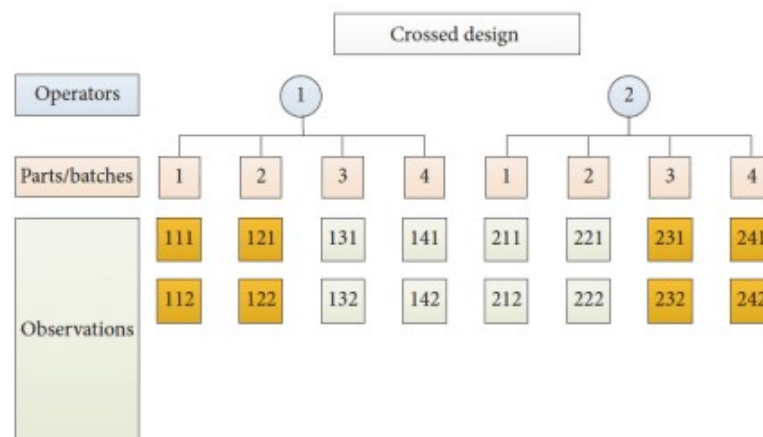 Crossed design
Operators 1 2
Parts/batches 1 2 3 4 1 2 3 4
111 121 131 141 211 221 231 241
112 122 132 142 212 222 232 242
Observations